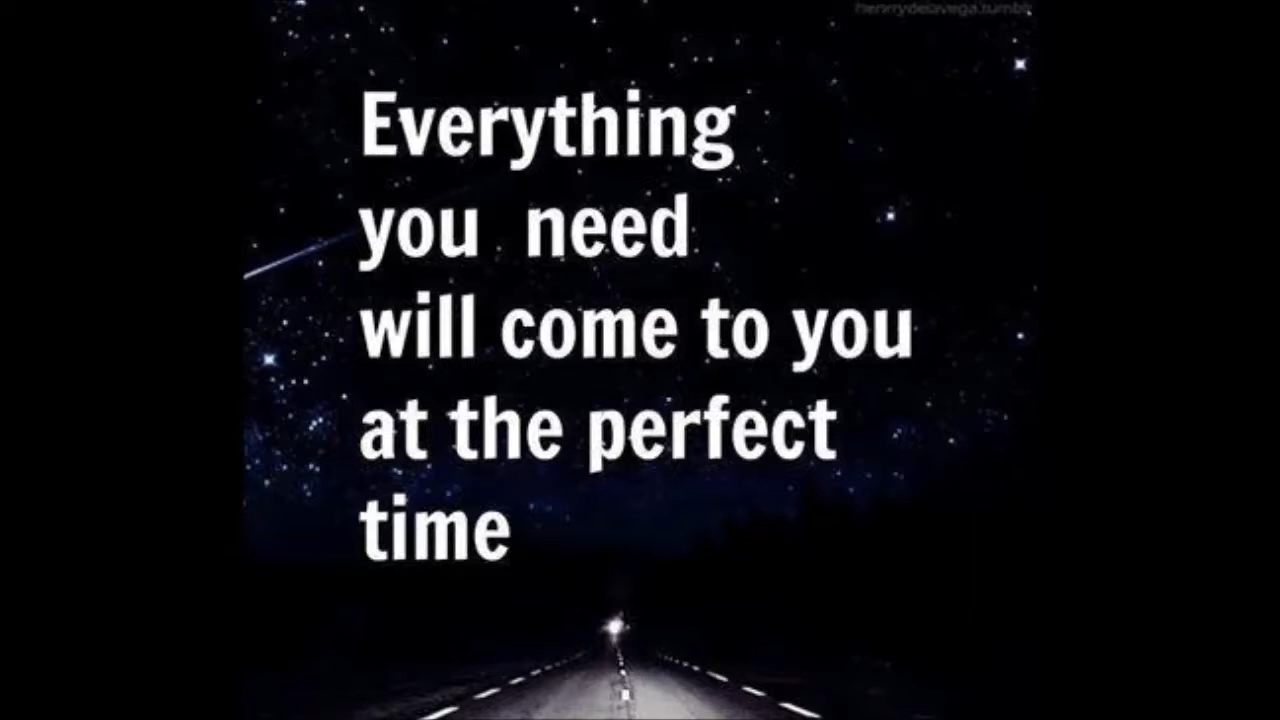 Everything
you need
will come to you
at the perfect
time